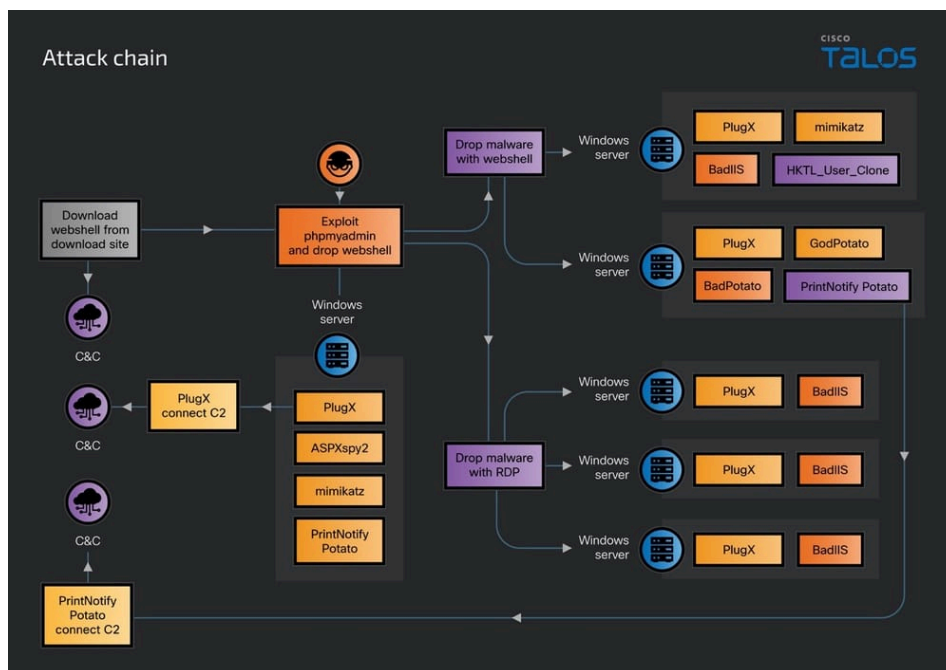 Attack chain
CISCO
TALOS
Download
webshell from
download site
C&C
Exploit
phpmyadmin
and drop webshell
Windows
server
PlugX
ASPXspy2
mimikatz
PrintNotify
Potato
PlugX
connect C2
C&C
C&C
PrintNotify
Potato
connect C2
Drop malware
with webshell
Windows
server
PlugX
mimikatz
BadIIS
HKTL_User_Clone
Windows
server
PlugX
GodPotato
BadPotato
PrintNotify Potato
Drop malware
with RDP
Windows
server
PlugX
BadIIS
Windows
server
PlugX
BadIIS
Windows
server
PlugX
BadIIS